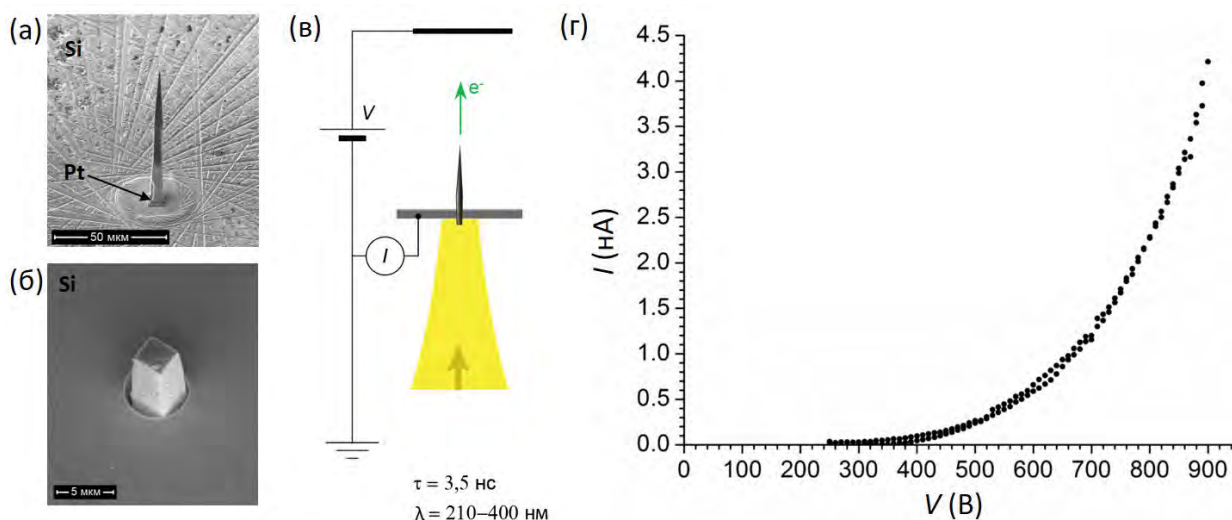 (а)
Si
Pt
50 мкм
(б)
Si
5 мкм
(в)
V
e-
I
τ = 3,5 нс
λ = 210–400 нм
(г)
4.5
4.0
3.5
3.0
2.5
2.0
1.5
1.0
0.5
0.0
I (нА)
0 100 200 300 400 500 600 700 800 900
V (В)